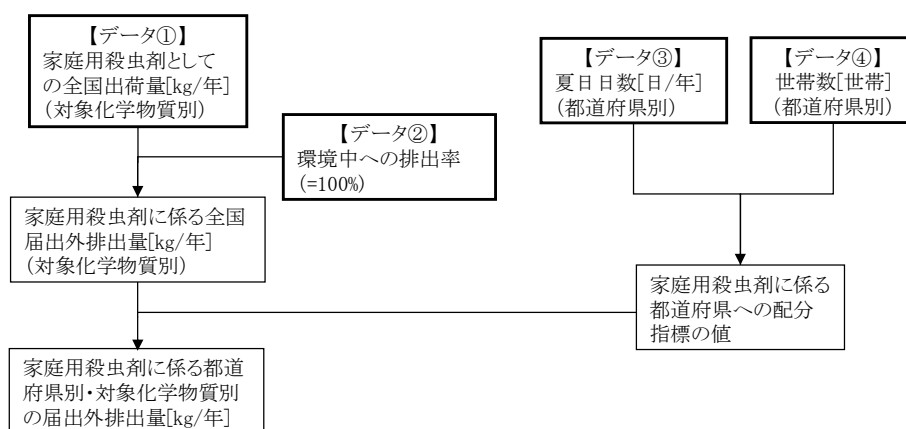 【データ①】
家庭用殺虫剤として
の全国出荷量[kg/年]
(対象化学物質別)
【データ②】
環境中への排出率
(=100%)
【データ③】
夏日日数[日/年]
(都道府県別)
【データ④】
世帯数[世帯]
(都道府県別)
家庭用殺虫剤に係る全国
届出外排出量[kg/年]
(対象化学物質別)
家庭用殺虫剤に係る
都道府県への配分
指標の値
家庭用殺虫剤に係る都道
府県別・対象化学物質別
の届出外排出量[kg/年]